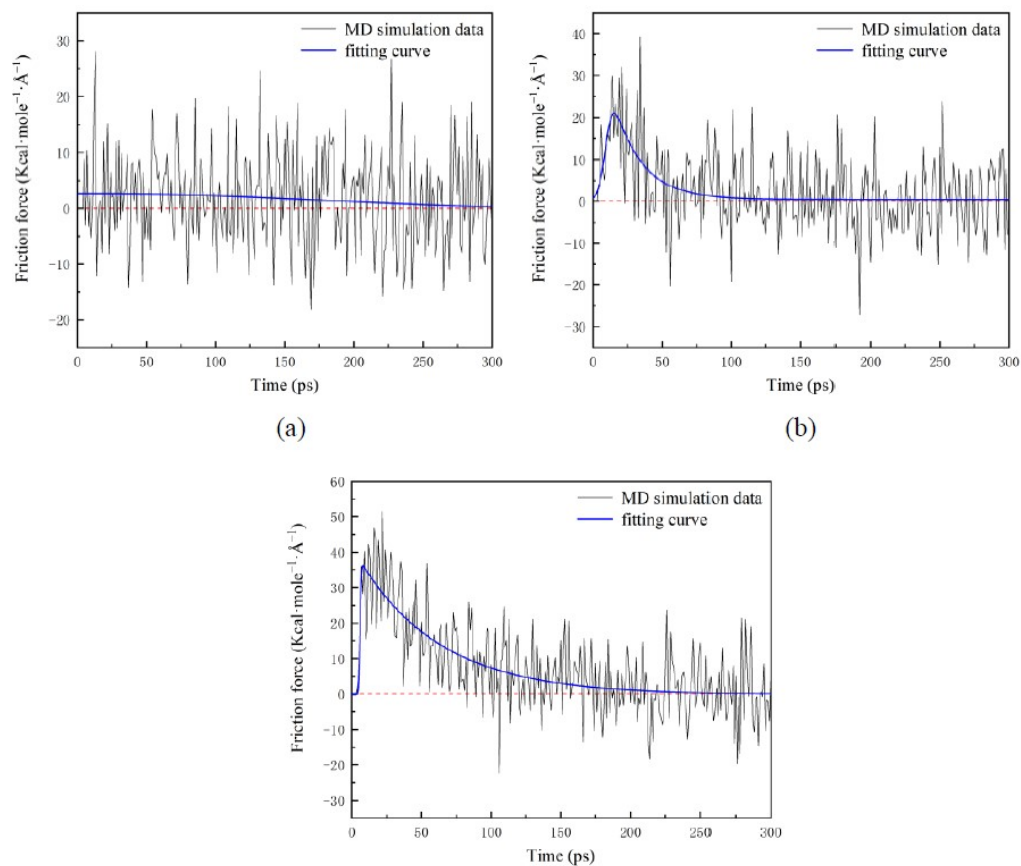 MD simulation data
fitting curve
Friction force (Kcal·mole⁻¹·Å⁻¹)
30
20
10
0
-10
-20
0 50 100 150 200 250 300
Time (ps)
(a)
MD simulation data
fitting curve
Friction force (Kcal·mole⁻¹·Å⁻¹)
40
30
20
10
0
-10
-20
-30
0 50 100 150 200 250 300
Time (ps)
(b)
MD simulation data
fitting curve
Friction force (Kcal·mole⁻¹·Å⁻¹)
60
50
40
30
20
10
0
-10
-20
-30
0 50 100 150 200 250 300
Time (ps)